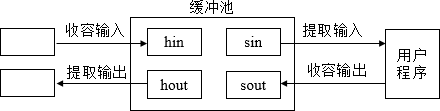 缓冲池
收容输入
hin
sin
提取输入
用户
程序
提取输出
hout
sout
收容输出